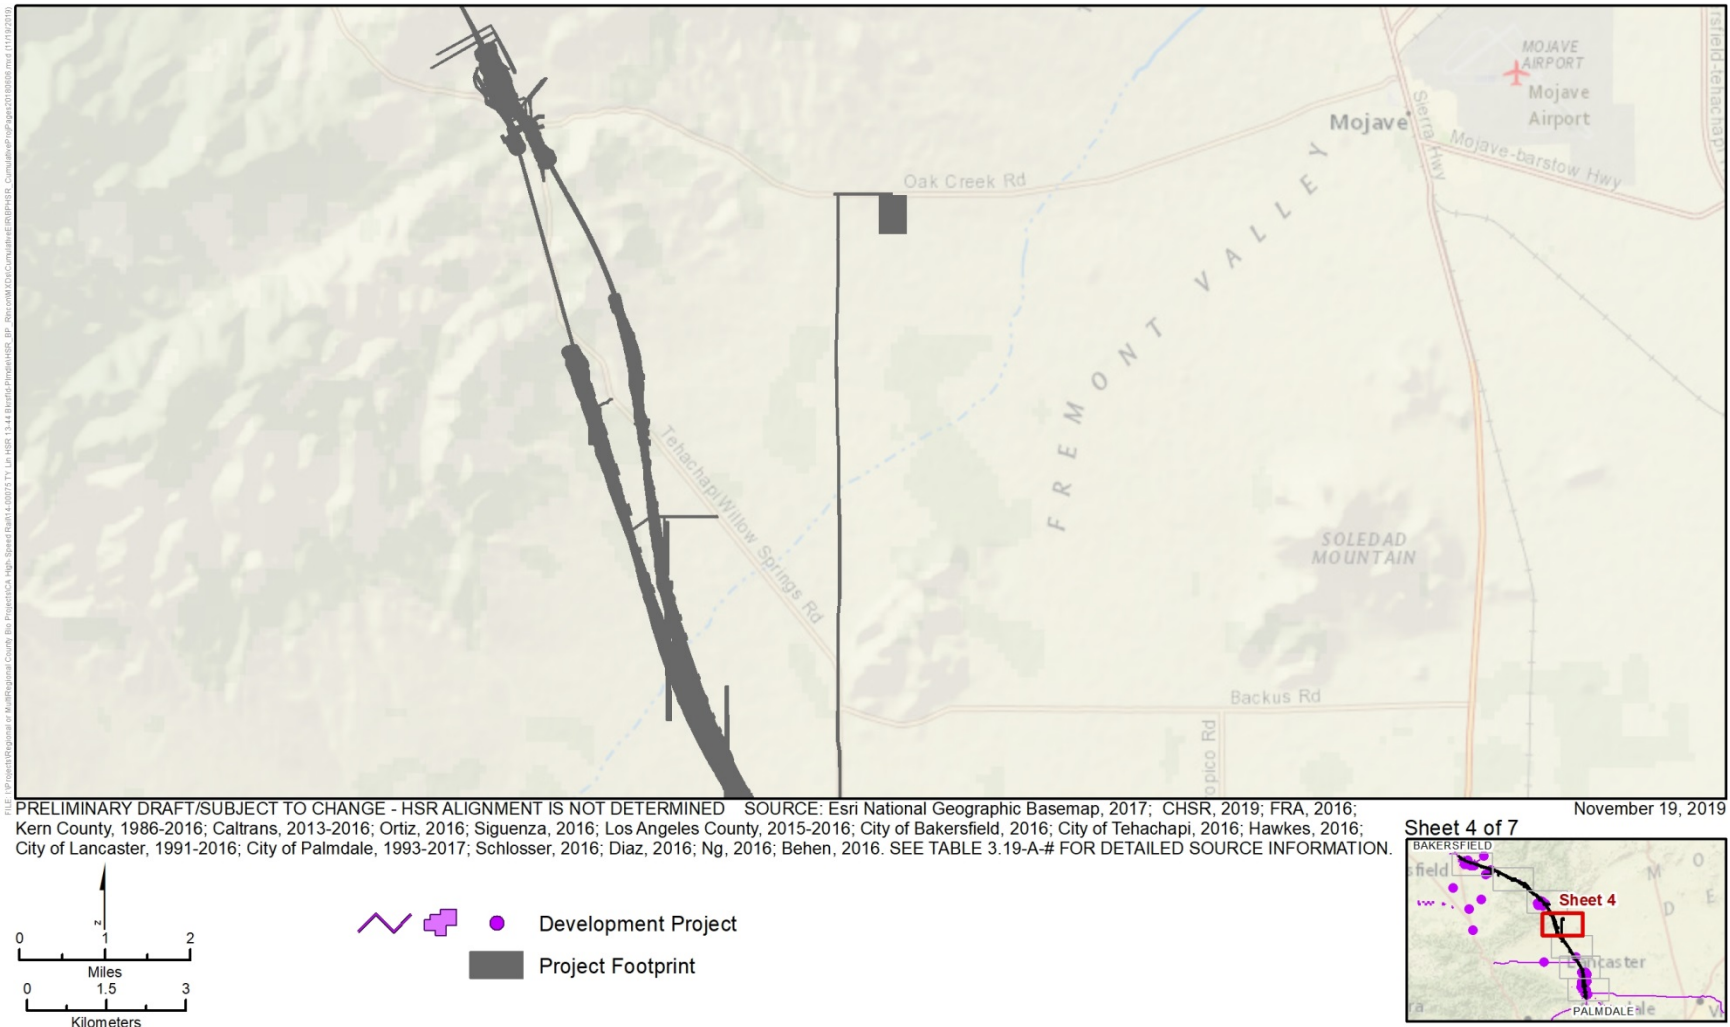 MOJAVE
AIRPORT
Mojave
Airport
Mojave
Sierra Hwy
Mojave-barstow Hwy
Oak Creek Rd
FREMONT VALLEY
Tehachapi Willow Springs Rd
SOLEDAD
MOUNTAIN
Backus Rd
opico Rd
PRELIMINARY DRAFT/SUBJECT TO CHANGE - HSR ALIGNMENT IS NOT DETERMINED SOURCE: Esri National Geographic Basemap, 2017; CHSR, 2019; FRA, 2016;
November 19, 2019
Kern County, 1986-2016; Caltrans, 2013-2016; Ortiz, 2016; Siguenza, 2016; Los Angeles County, 2015-2016; City of Bakersfield, 2016; City of Tehachapi, 2016; Hawkes, 2016;
City of Lancaster, 1991-2016; City of Palmdale, 1993-2017; Schlosser, 2016; Diaz, 2016; Ng, 2016; Behen, 2016. SEE TABLE 3.19-A-# FOR DETAILED SOURCE INFORMATION.
Sheet 4 of 7
BAKERSFIELD
sfield
M O
D E
Sheet 4
Lancaster
PALMDALE
N
0 1 2
Miles
0 1.5 3
Kilometers
Development Project
Project Footprint